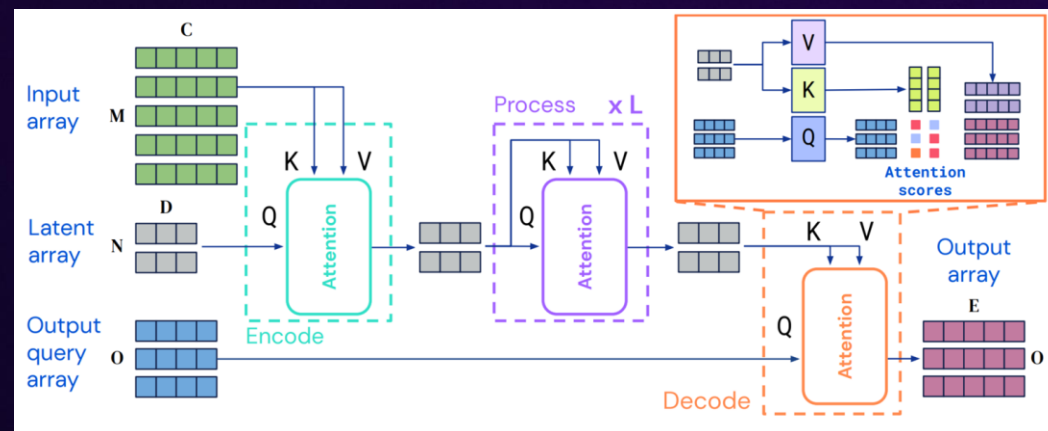 C
Input
array
M
D
Latent
array
N
Output
query
array
O
K
V
Q
Attention
Encode
Process
x L
K
V
Q
Attention
V
K
Q
Attention
scores
K
V
Q
Attention
Decode
Output
array
E
O